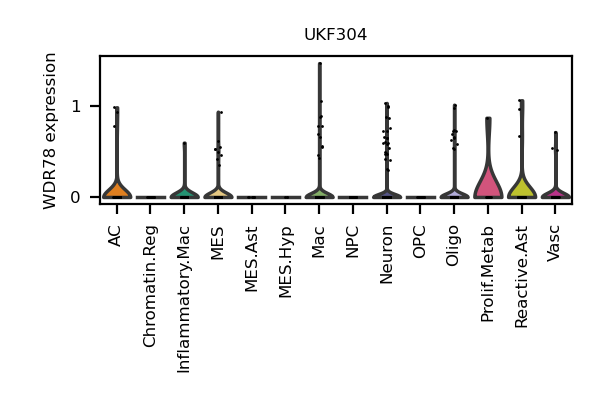 UKF304
WDR78 expression
1
0
AC
Chromatin.Reg
Inflammatory.Mac
MES
MES.Ast
MES.Hyp
Mac
NPC
Neuron
OPC
Oligo
Prolif.Metab
Reactive.Ast
Vasc